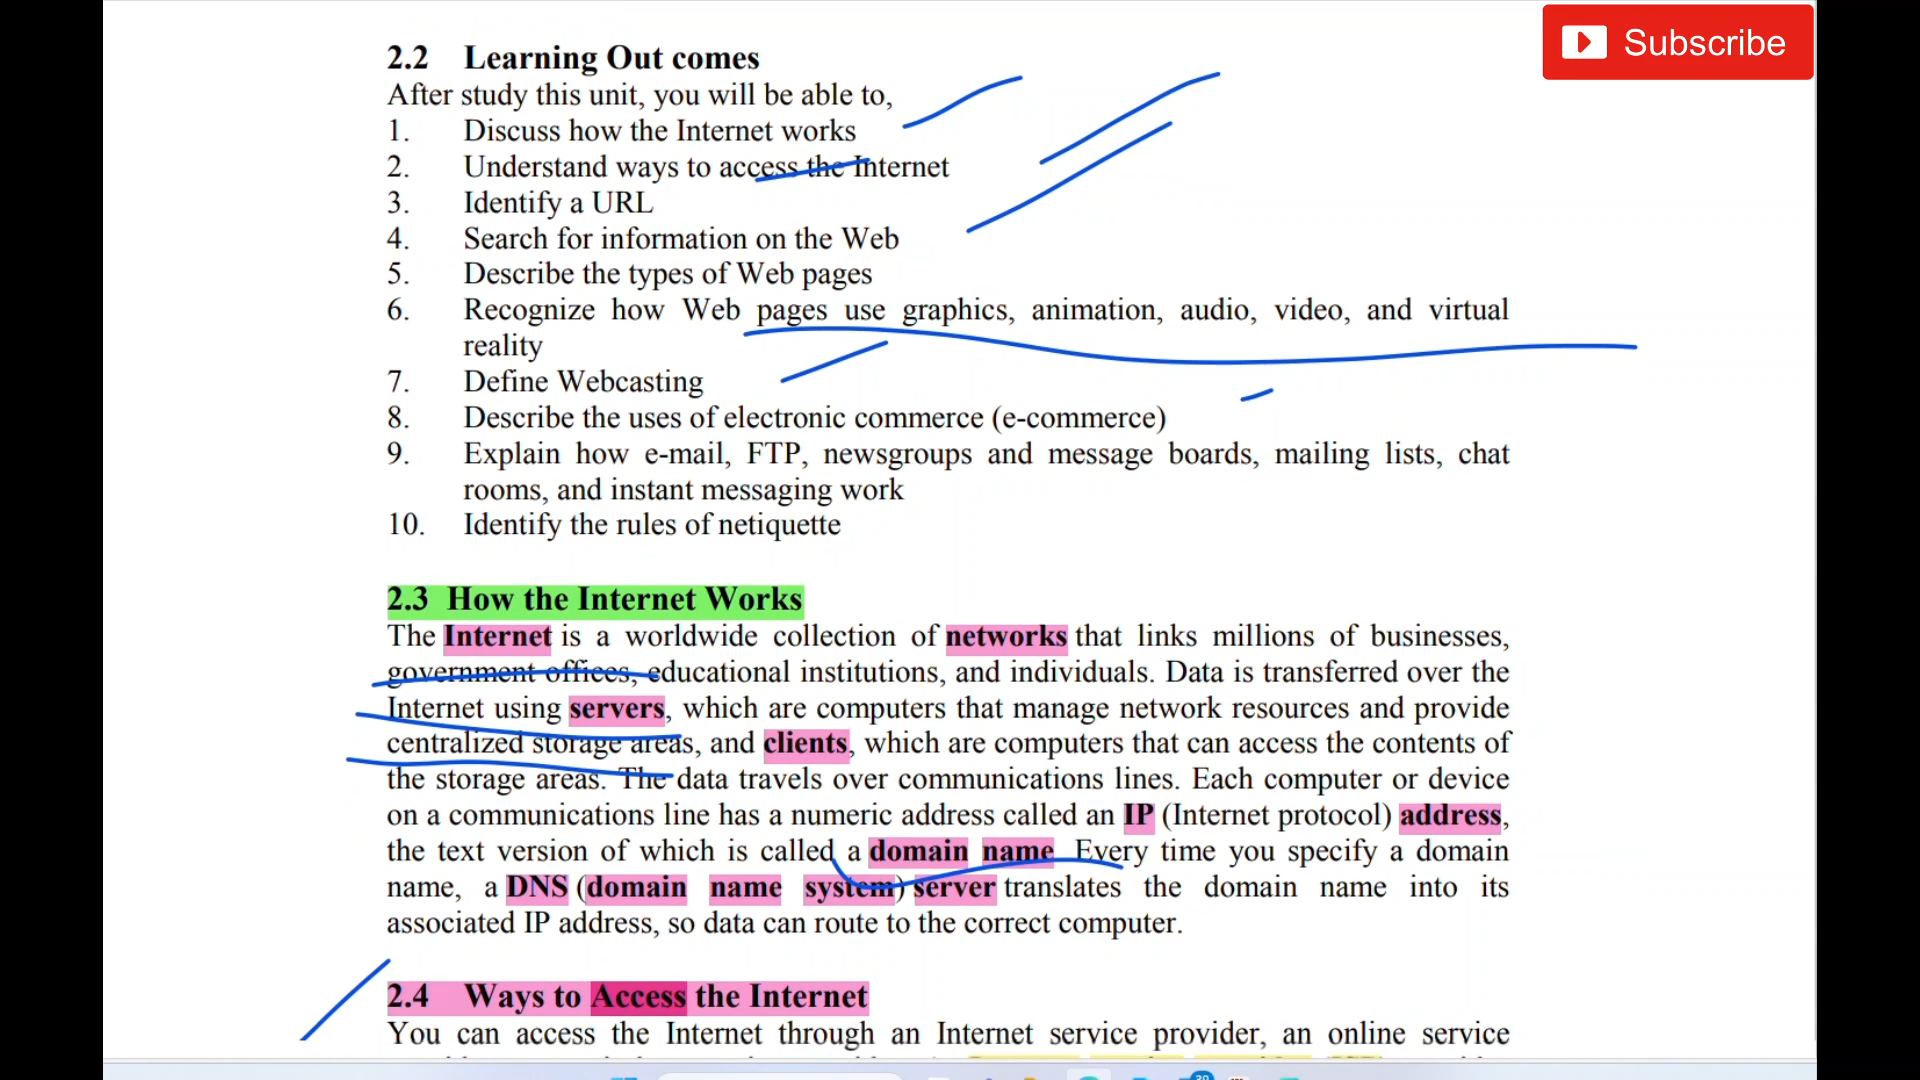 Subscribe
2.2 Learning Out comes
After study this unit, you will be able to,
1. Discuss how the Internet works
2. Understand ways to access the Internet
3. Identify a URL
4. Search for information on the Web
5. Describe the types of Web pages
6. Recognize how Web pages use graphics, animation, audio, video, and virtual
reality
7. Define Webcasting
8. Describe the uses of electronic commerce (e-commerce)
9. Explain how e-mail, FTP, newsgroups and message boards, mailing lists, chat
rooms, and instant messaging work
10. Identify the rules of netiquette
2.3 How the Internet Works
The Internet is a worldwide collection of networks that links millions of businesses,
government offices, educational institutions, and individuals. Data is transferred over the
Internet using servers, which are computers that manage network resources and provide
centralized storage areas, and clients, which are computers that can access the contents of
the storage areas. The data travels over communications lines. Each computer or device
on a communications line has a numeric address called an IP (Internet protocol) address,
the text version of which is called a domain name. Every time you specify a domain
name, a DNS (domain name system) server translates the domain name into its
associated IP address, so data can route to the correct computer.
2.4 Ways to Access the Internet
You can access the Internet through an Internet service provider, an online service